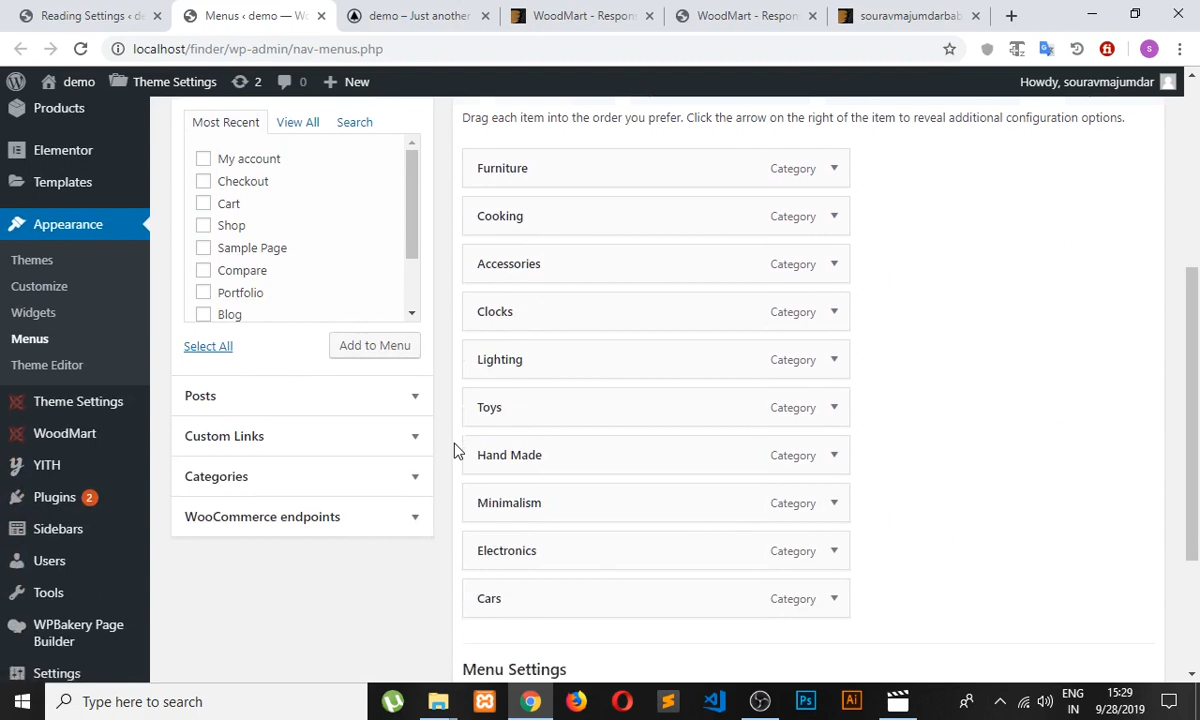 Reading Settings ‹ de
Menus ‹ demo — Wo
demo – Just another
WoodMart - Respons
WoodMart - Respons
souravmajumdarbab
localhost/finder/wp-admin/nav-menus.php
demo
Theme Settings
2
0
New
Howdy, souravmajumdar
Products
Elementor
Templates
Appearance
Themes
Customize
Widgets
Menus
Theme Editor
Theme Settings
WoodMart
YITH
Plugins 2
Sidebars
Users
Tools
WPBakery Page
Builder
Settings
Most Recent
View All
Search
My account
Checkout
Cart
Shop
Sample Page
Compare
Portfolio
Blog
Select All
Add to Menu
Posts
Custom Links
Categories
WooCommerce endpoints
Drag each item into the order you prefer. Click the arrow on the right of the item to reveal additional configuration options.
Furniture Category
Cooking Category
Accessories Category
Clocks Category
Lighting Category
Toys Category
Hand Made Category
Minimalism Category
Electronics Category
Cars Category
Menu Settings
Type here to search
Ps
Ai
ENG
IN
15:29
9/28/2019